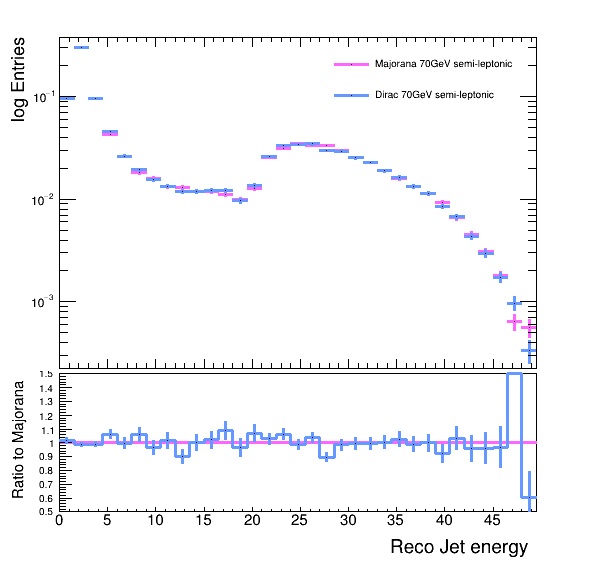 log Entries
Majorana 70GeV semi-leptonic
Dirac 70GeV semi-leptonic
10⁻¹
10⁻²
10⁻³
Ratio to Majorana
1.5
1.4
1.3
1.2
1.1
1
0.9
0.8
0.7
0.6
0.5
0 5 10 15 20 25 30 35 40 45
Reco Jet energy